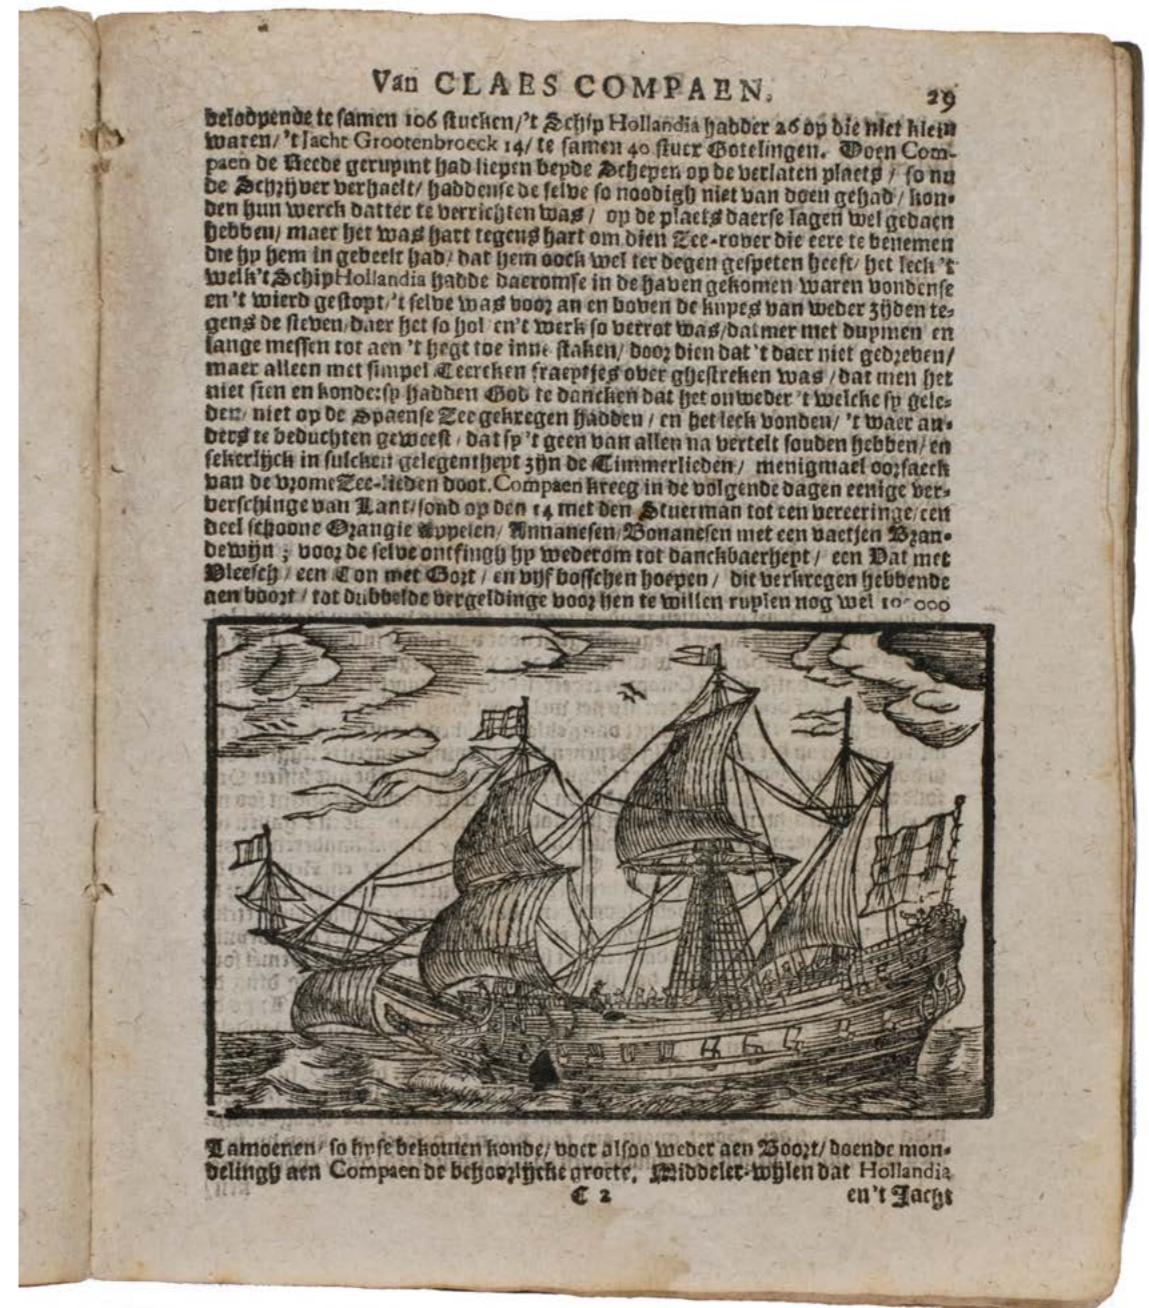 Van CLAES COMPAEN. 29
beloopende te samen 106 stucken/'t Schip Hollandia hadder 26 op die niet klein
waren/'t Jacht Grootenbroeck 14/ te samen 40 stucx Gotelingen. Doen Com-
paen de Reede geruymt had liepen beyde Schepen op de verlaten plaets / so nu
de Schrijver verhaelt/ haddense de selve so noodigh niet van doen gehad/ kon-
den hun werck datter te verrichten was / op de plaets daerse lagen wel gedaen
hebben/ maer het was hart tegens hart om dien Zee-rover die eere te benemen
die hy hem in gebeelt had/ dat hem oock wel ter degen gespeten heeft/ het leck 't
welk 't Schip Hollandia hadde daeromse in de haven gekomen waren vondense
en 't wierd gestopt/'t selve was voor an en boven de kupes van weder zijden te-
gens de steven/daer het so hol en 't werk so verrot was/datmer met duymen en
lange messen tot aen 't hegt toe inne staken/ door dien dat 't daer niet gedreven/
maer alleen met simpel Teercken fraeptjes over ghestreken was / dat men het
niet sien en konde: sy hadden God te dancken dat het onweder 't welcke sy gele-
den/ niet op de Spaense Zee gekregen hadden / en het leck vonden/ 't waer an-
ders te beduchten geweest / dat sy 't geen van allen na vertelt souden hebben/ en
sekerlijck in sulcken gelegentheyt zijn de Timmerlieden/ menigmael oorsaeck
van de vrome Zee-lieden doot. Compaen kreeg in de volgende dagen eenige ver-
verschinge van Lant/sond op den 14 met den Stuerman tot een vereeringe/een
deel schoone Orangie Appelen/ Annanesen/Bonanesen met een vaetjen Bran-
dewijn ; voor de selve ontfingh hy wederom tot danckbaerheyt / een Vat met
Vleesch / een Ton met Gort / en vijf bosschen hoepen / dit verkregen hebbende
aen boort / tot dubbelde vergeldinge voor hen te willen ruylen nog wel 10 000
Lamoenen/ so hy se bekomen konde/ voer alsoo weder aen Boort/ doende mon-
delingh aen Compaen de behoorlijcke groete. Middeler-wijlen dat Hollandia
C 2 en 't Jacht